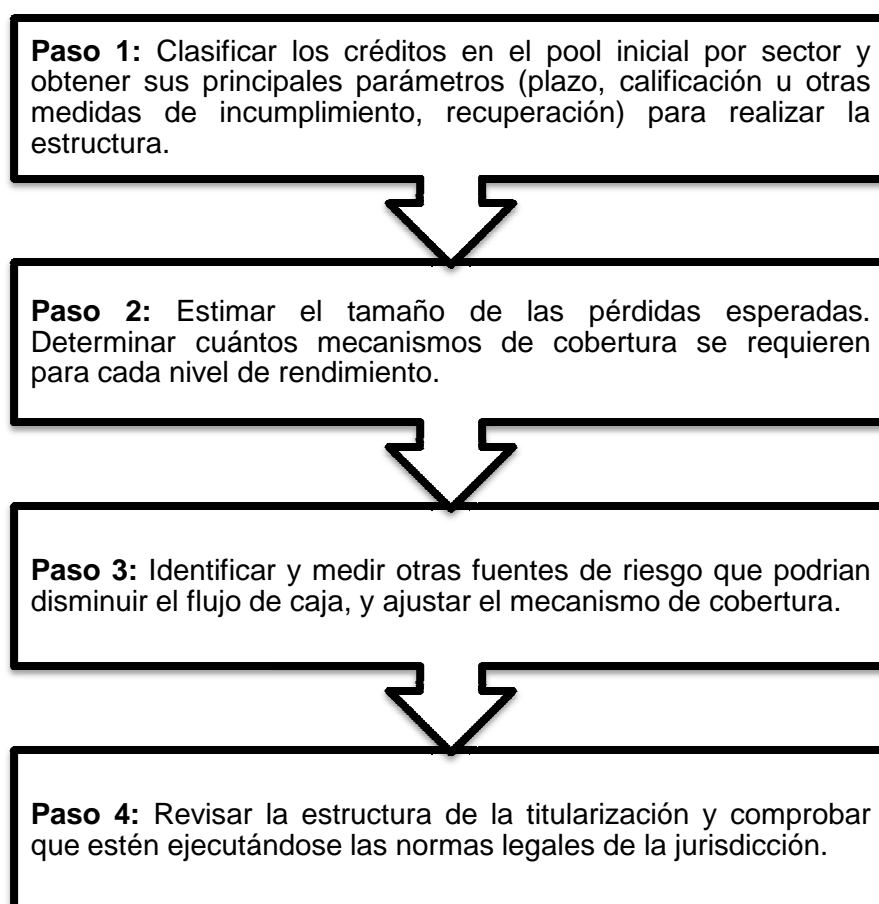 Paso 1: Clasificar los créditos en el pool inicial por sector y
obtener sus principales parámetros (plazo, calificación u otras
medidas de incumplimiento, recuperación) para realizar la
estructura.
Paso 2: Estimar el tamaño de las pérdidas esperadas.
Determinar cuántos mecanismos de cobertura se requieren
para cada nivel de rendimiento.
Paso 3: Identificar y medir otras fuentes de riesgo que podrian
disminuir el flujo de caja, y ajustar el mecanismo de cobertura.
Paso 4: Revisar la estructura de la titularización y comprobar
que estén ejecutándose las normas legales de la jurisdicción.